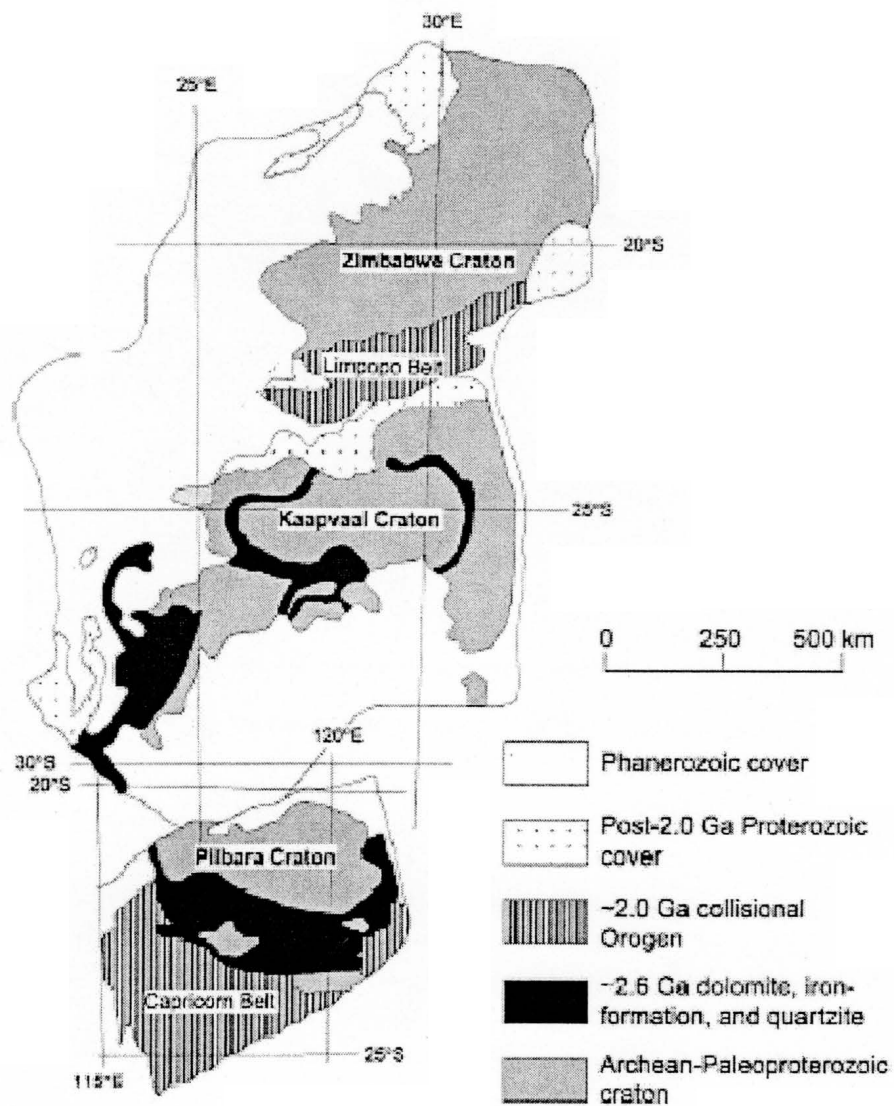 30°E
25°E
20°S
Zimbabwe Craton
Limpopo Belt
25°S
Kaapvaal Craton
0 250 500 km
120°E
30°S
20°S
Phanerozoic cover
Post-2.0 Ga Proterozoic
cover
Pilbara Craton
~2.0 Ga collisional
Orogen
~2.6 Ga dolomite, iron-
formation, and quartzite
Capricorn Belt
25°S
115°E
Archean-Paleoproterozoic
craton